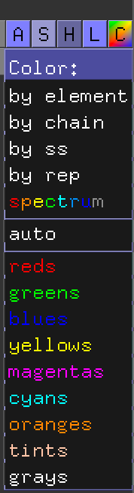 A S H L C
Color:
by element
by chain
by ss
by rep
spectrum
auto
reds
greens
blues
yellows
magentas
cyans
oranges
tints
grays